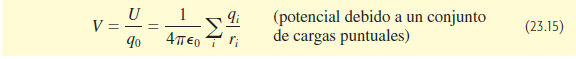 V = U/q₀ = 1/4πϵ₀ ∑ᵢ qᵢ/rᵢ (potencial debido a un conjunto
de cargas puntuales) (23.15)